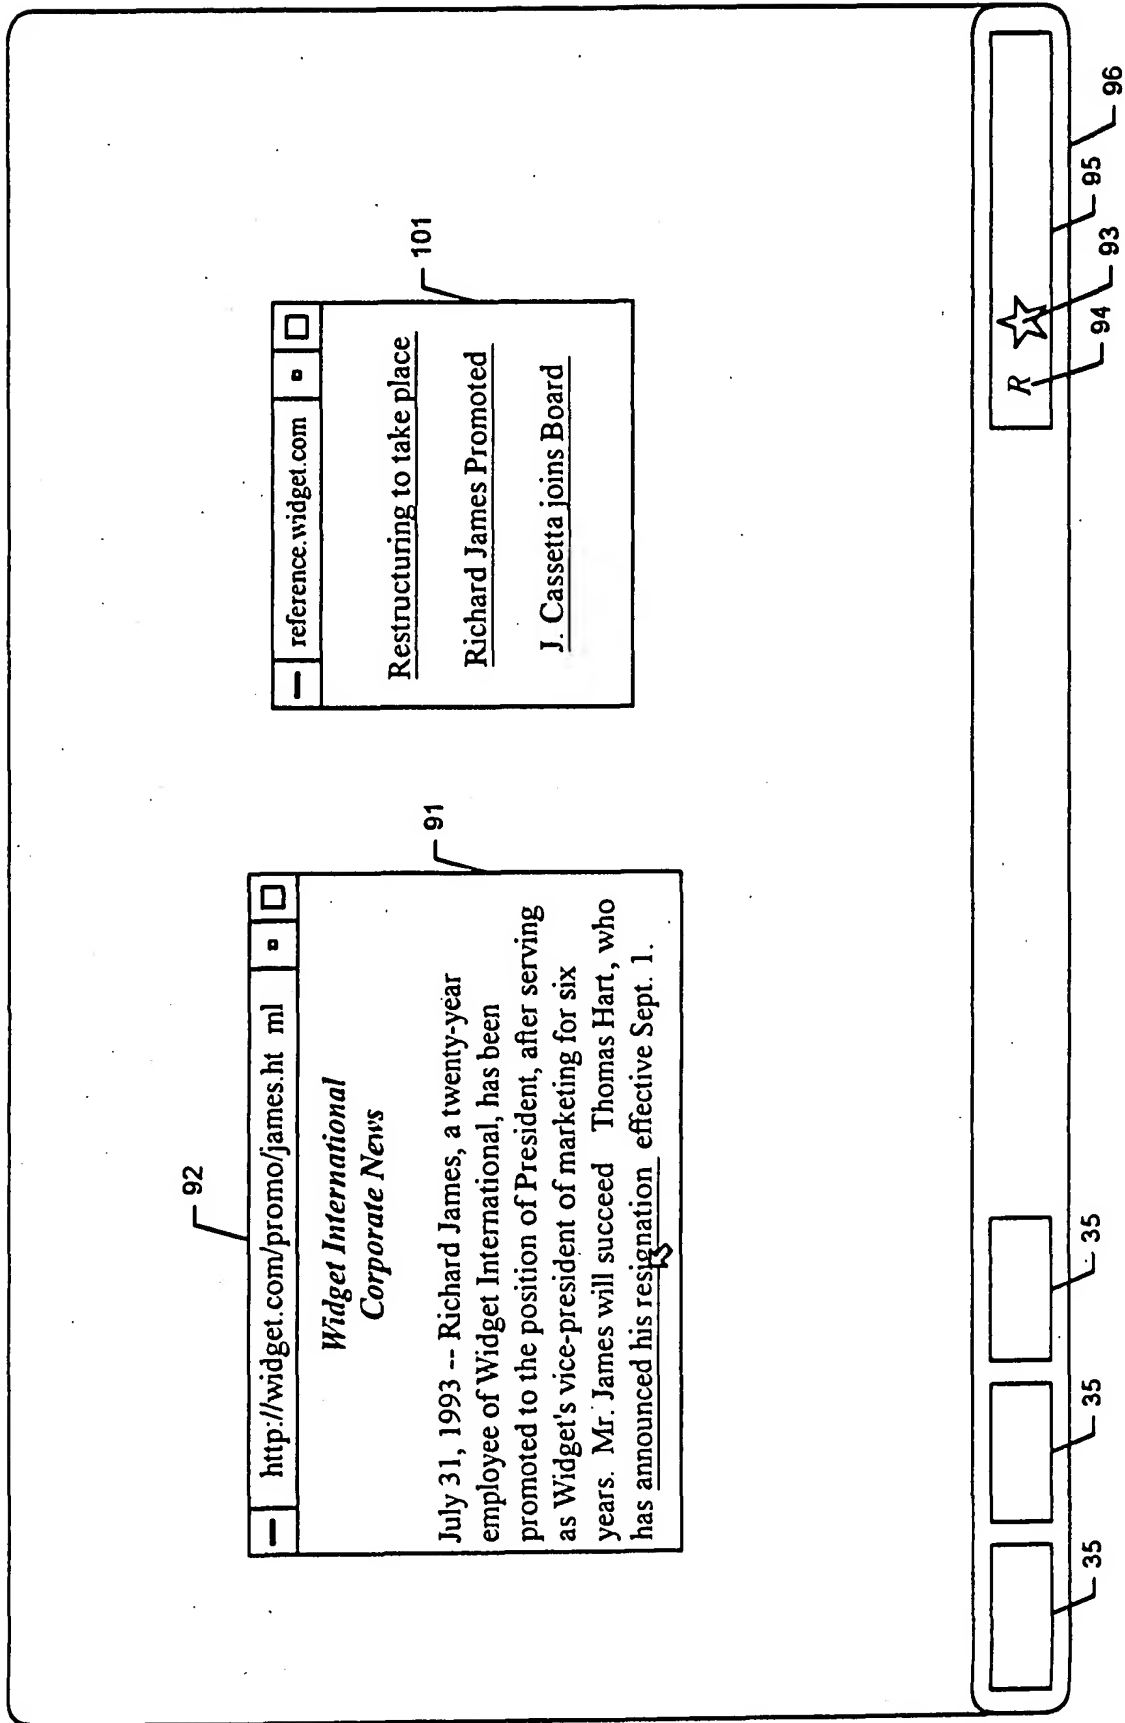 92
http://widget.com/promo/james.ht ml
Widget International
Corporate News
July 31, 1993 -- Richard James, a twenty-year
employee of Widget International, has been
promoted to the position of President, after serving
as Widget's vice-president of marketing for six
years. Mr. James will succeed Thomas Hart, who
has announced his resignation effective Sept. 1.
91
reference.widget.com
Restructuring to take place
Richard James Promoted
J. Cassetta joins Board
101
R
35
35
35
94
93
95
96